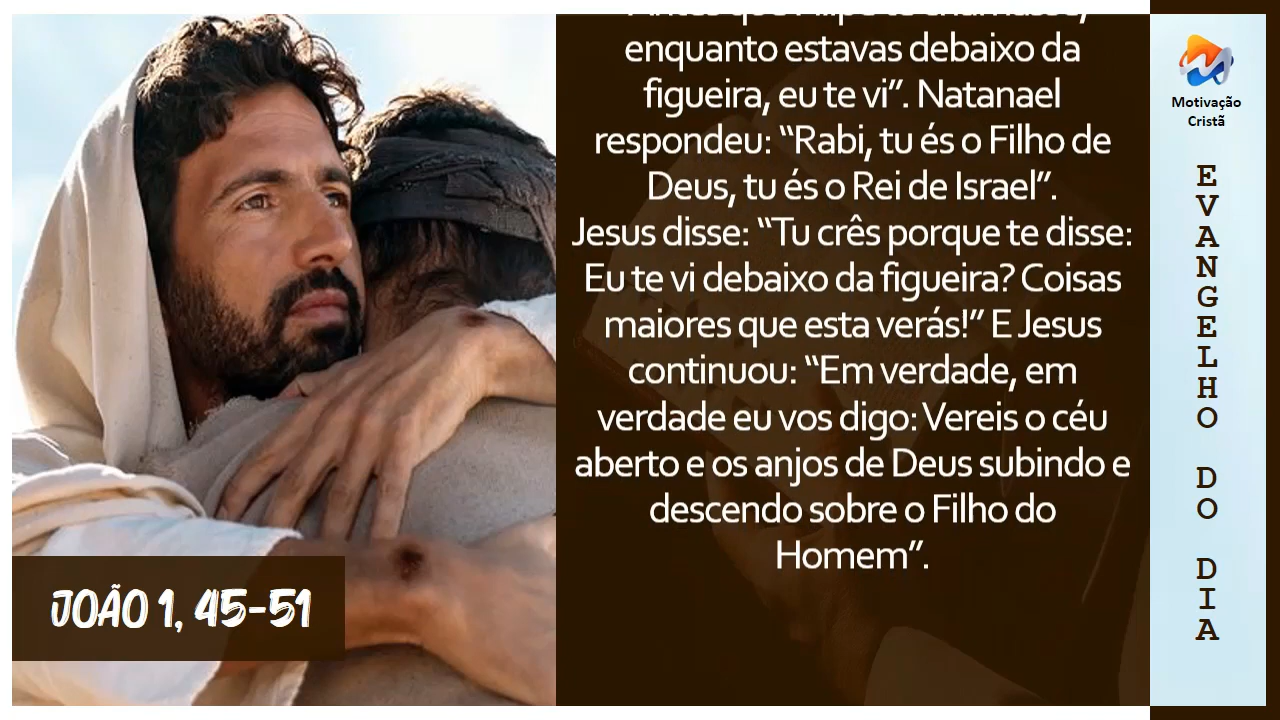 enquanto estavas debaixo da
figueira, eu te vi”. Natanael
respondeu: “Rabi, tu és o Filho de
Deus, tu és o Rei de Israel”.
Jesus disse: “Tu crês porque te disse:
Eu te vi debaixo da figueira? Coisas
maiores que esta verás!” E Jesus
continuou: “Em verdade, em
verdade eu vos digo: Vereis o céu
aberto e os anjos de Deus subindo e
descendo sobre o Filho do
Homem”.
JOÃO 1, 45-51
Motivação
Cristã
EVANGELHO DO DIA